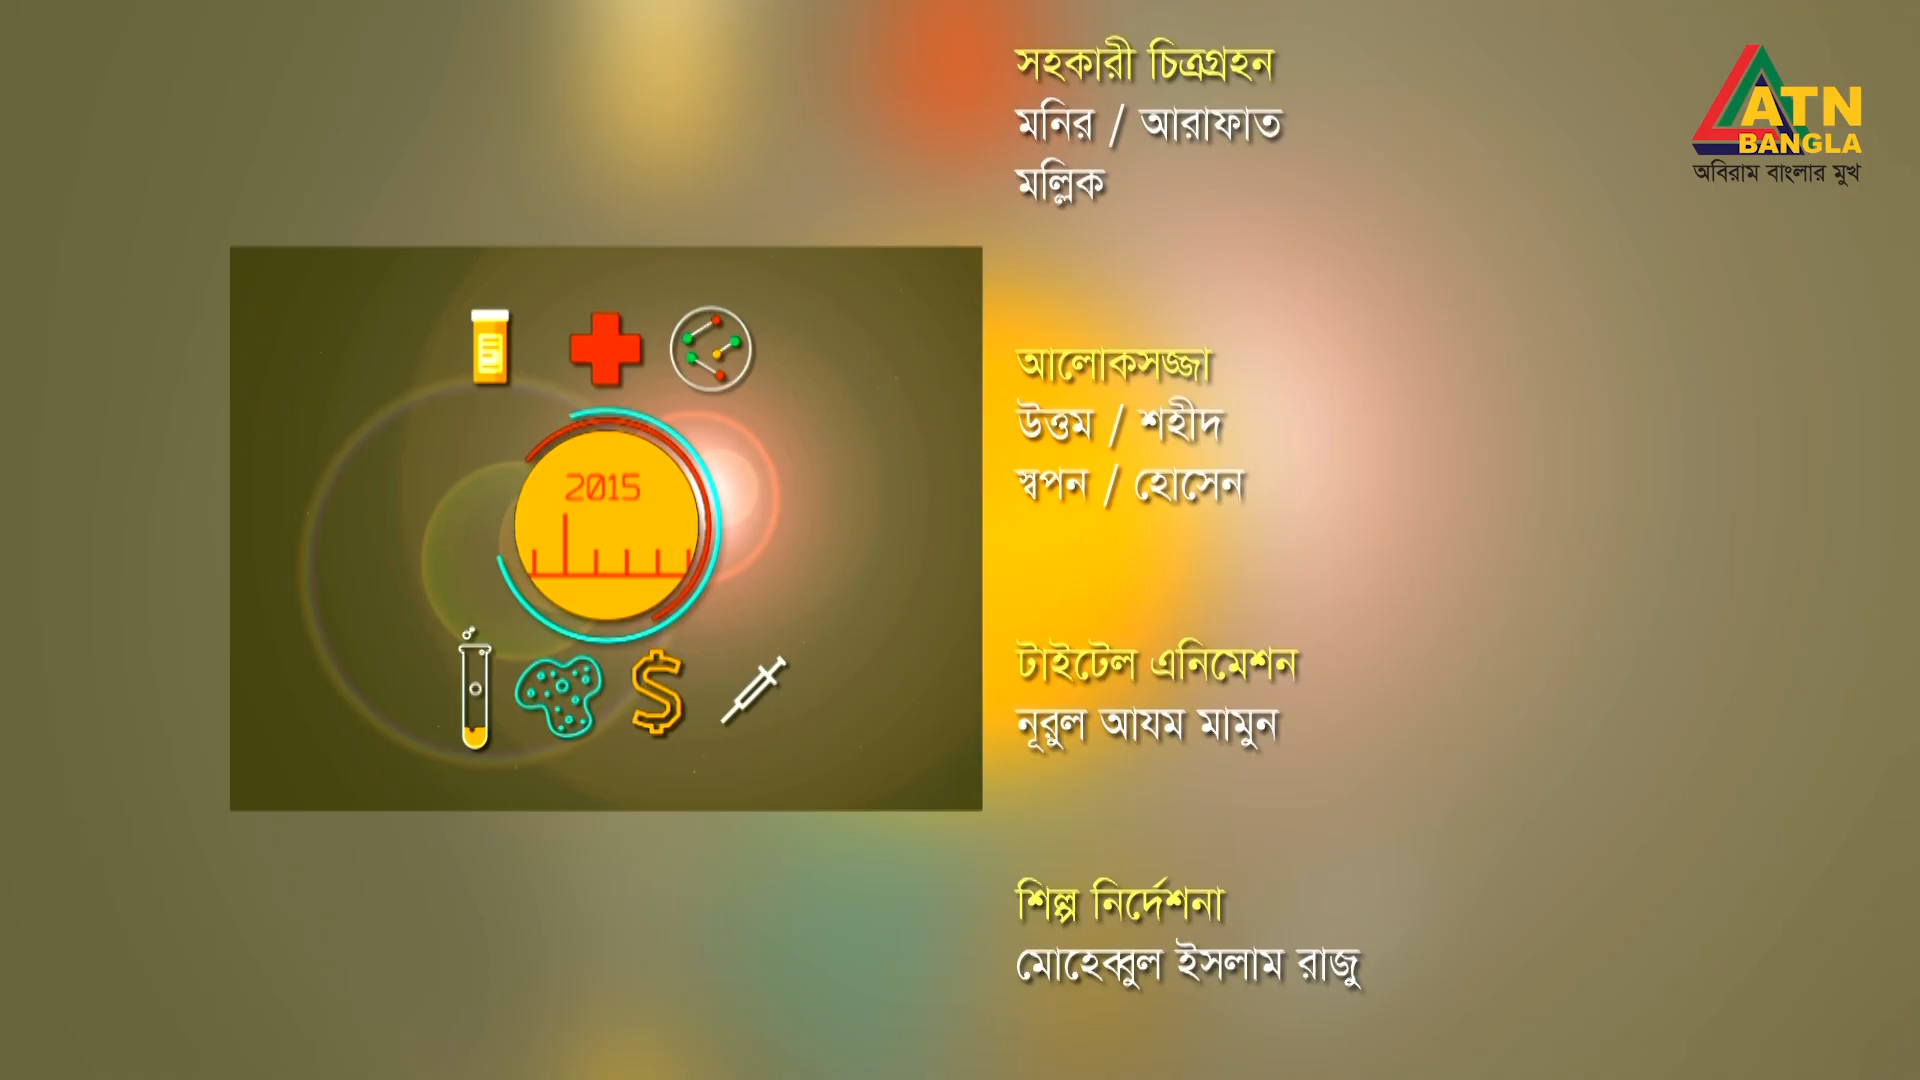 সহকারী চিত্রগ্রহন
মনির / আরাফাত
মল্লিক
ATN
BANGLA
অবিরাম বাংলার মুখ
আলোকসজ্জা
উত্তম / শহীদ
স্বপন / হোসেন
2015
টাইটেল এনিমেশন
নূরুল আযম মামুন
শিল্প নির্দেশনা
মোহেব্বুল ইসলাম রাজু